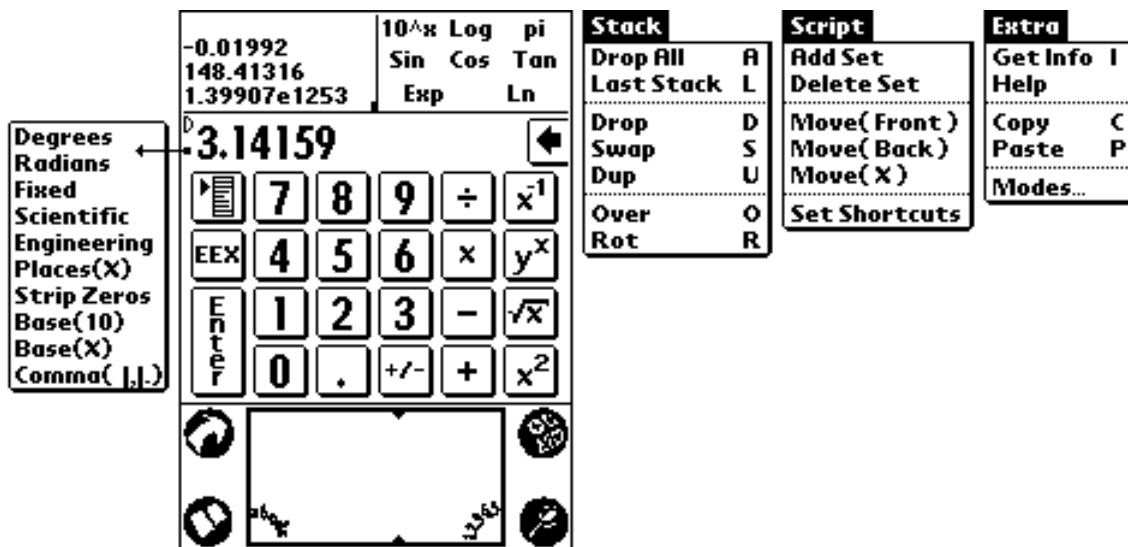 Degrees
Radians
Fixed
Scientific
Engineering
Places(X)
Strip Zeros
Base(10)
Base(X)
Comma( |,|.)
-0.01992
148.41316
1.39907e1253
10^x Log pi
Sin Cos Tan
Exp Ln
D
3.14159
7 8 9 ÷ x⁻¹
EEX 4 5 6 × yˣ
Enter
1 2 3 − √x
0 . +/- + x²
Stack
Drop All A
Last Stack L
Drop D
Swap S
Dup U
Over O
Rot R
Script
Add Set
Delete Set
Move(Front)
Move(Back)
Move(X)
Set Shortcuts
Extra
Get Info I
Help
Copy C
Paste P
Modes...